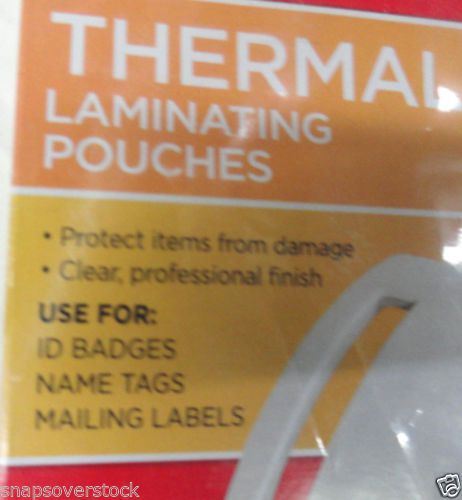 THERMAL
LAMINATING
POUCHES
• Protect items from damage
• Clear, professional finish
USE FOR:
ID BADGES
NAME TAGS
MAILING LABELS
snapsoverstock